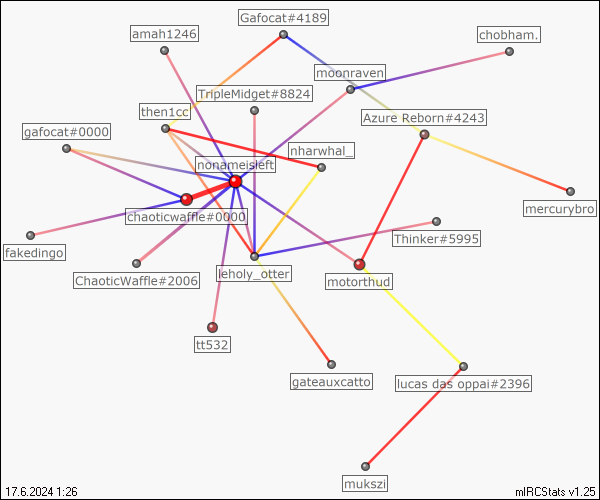 Gafocat#4189
amah1246
chobham.
moonraven
TripleMidget#8824
then1cc
Azure Reborn#4243
gafocat#0000
nharwhal_
nonameisleft
mercurybro
chaoticwaffle#0000
Thinker#5995
fakedingo
ChaoticWaffle#2006
leholy_otter
motorthud
tt532
gateauxcatto
lucas das oppai#2396
mukszi
17.6.2024 1:26
mIRCStats v1.25